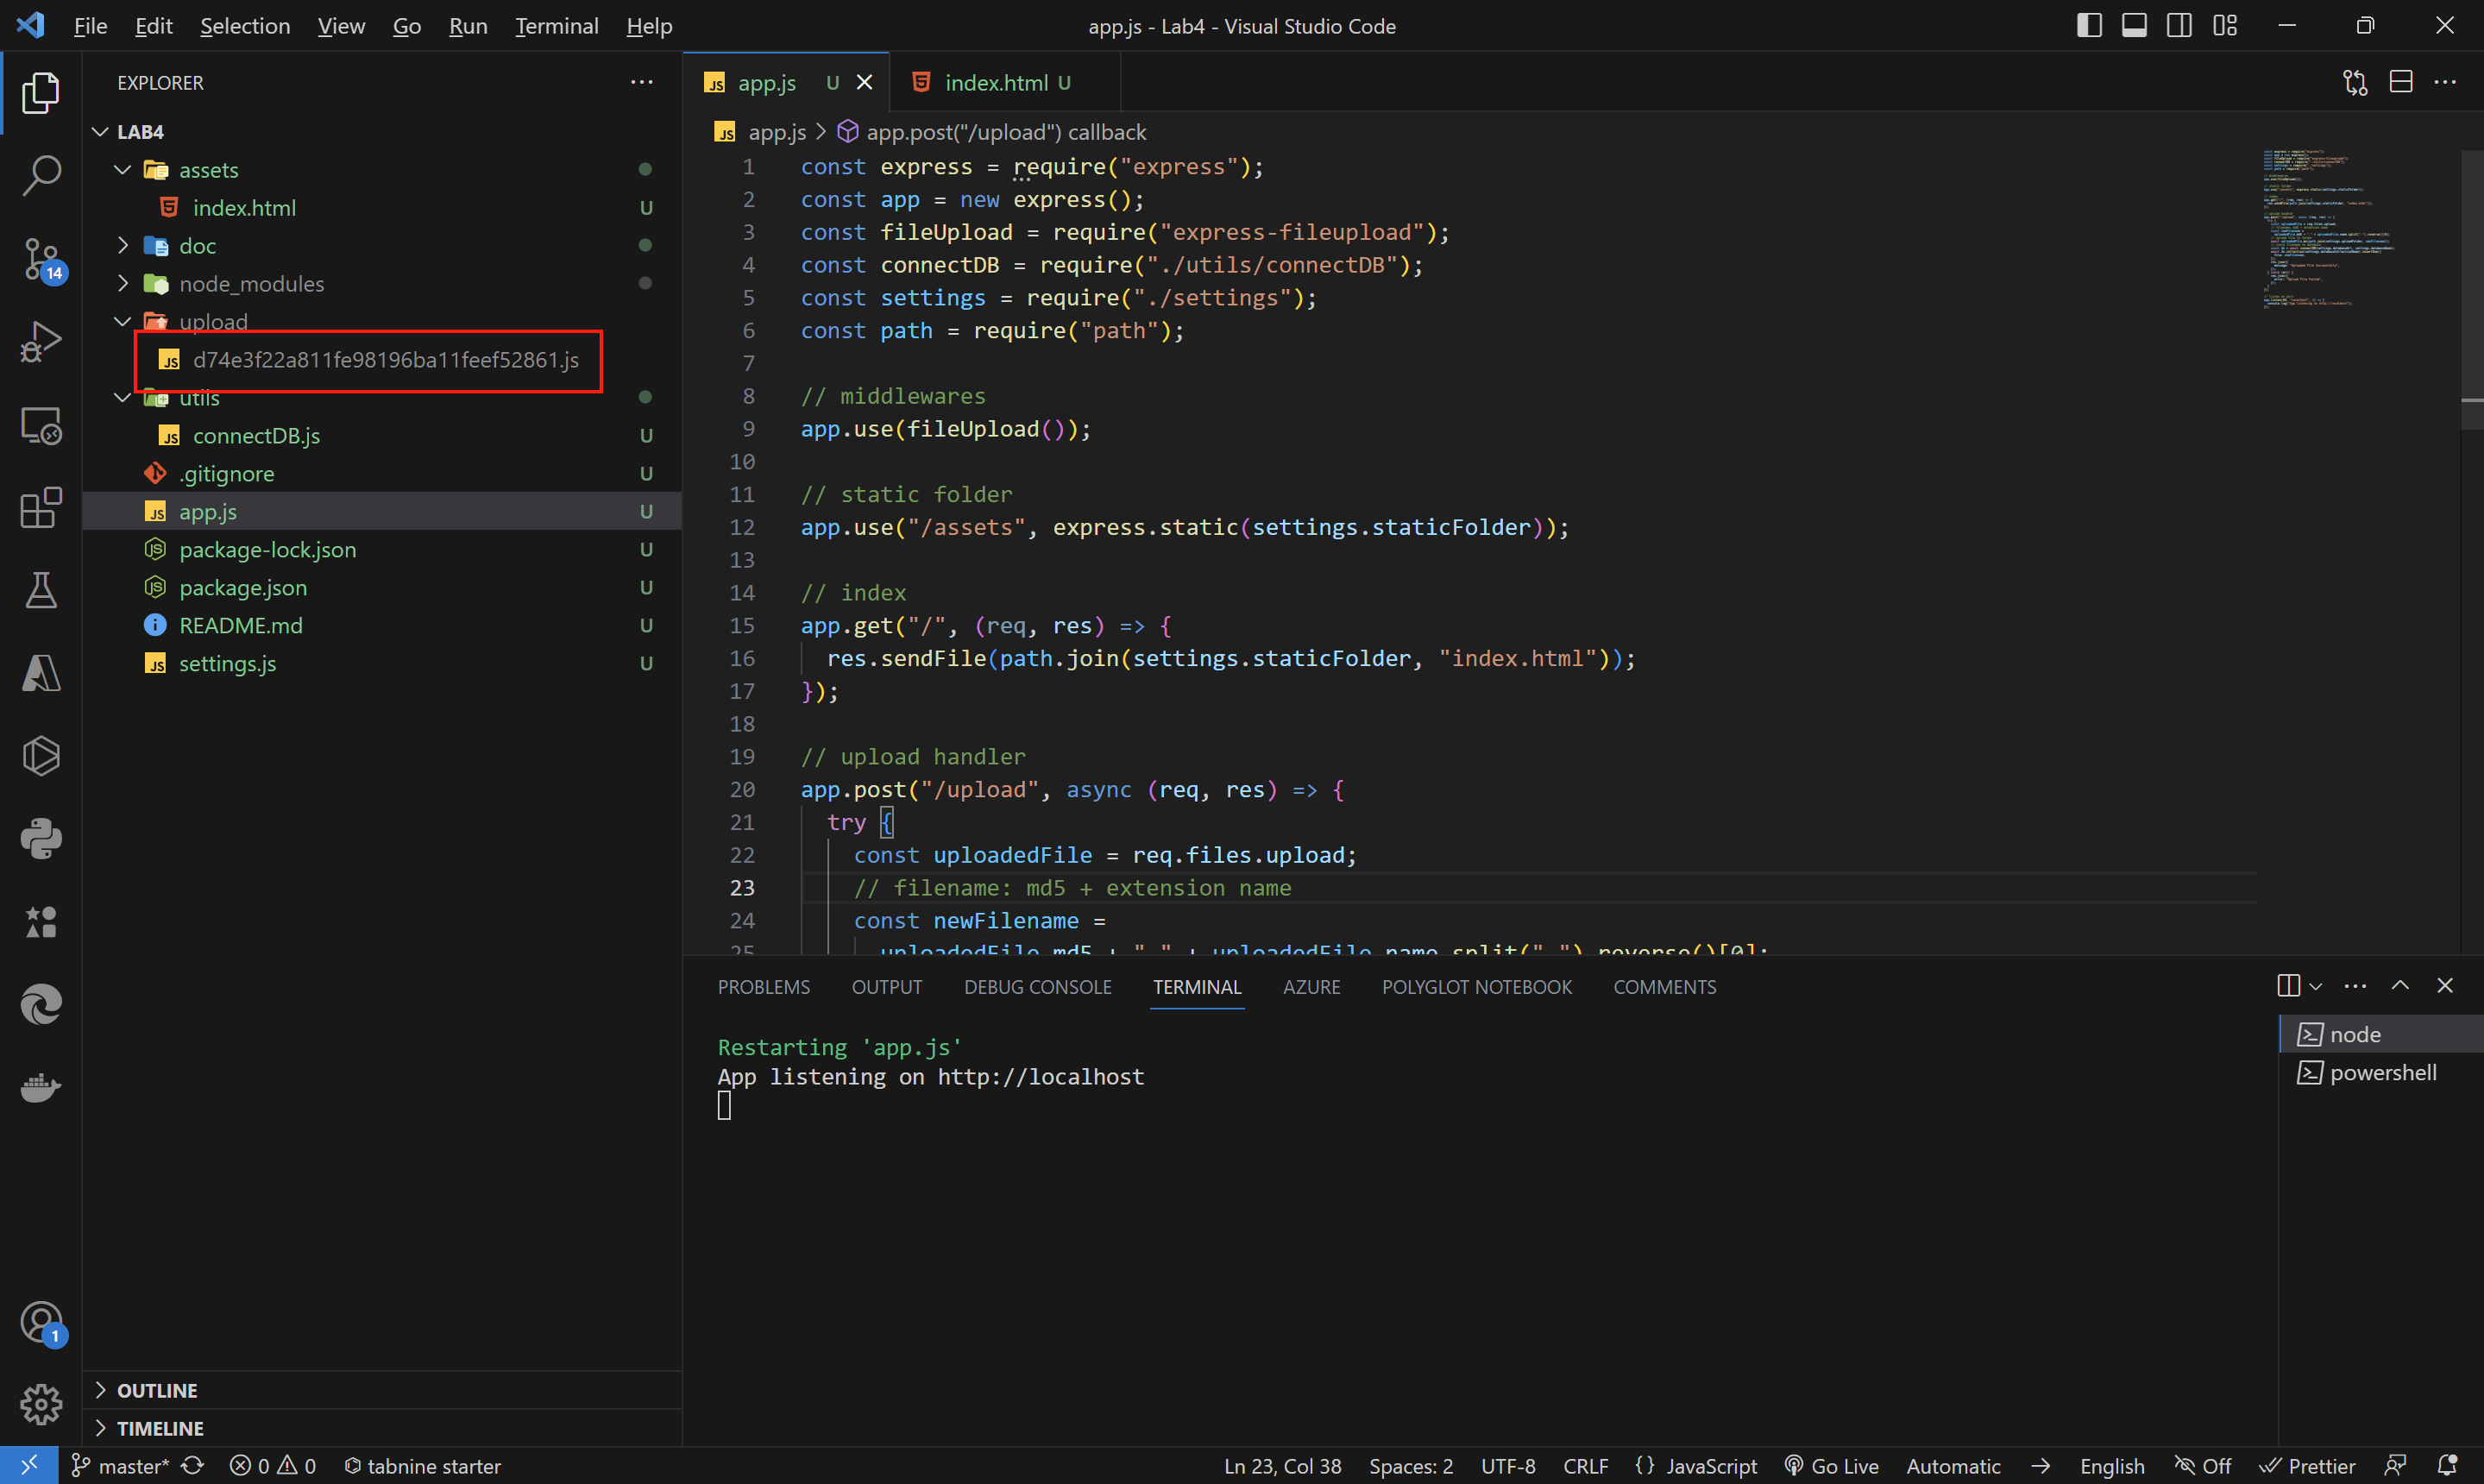 File Edit Selection View Go Run Terminal Help
app.js - Lab4 - Visual Studio Code
EXPLORER
LAB4
assets
index.html U
doc
node_modules
upload
d74e3f22a811fe98196ba11feef52861.js
utils
connectDB.js U
.gitignore U
app.js U
package-lock.json U
package.json U
README.md U
settings.js U
OUTLINE
TIMELINE
14
1
app.js U
index.html U
app.js > app.post("/upload") callback
1 const express = require("express");
2 const app = new express();
3 const fileUpload = require("express-fileupload");
4 const connectDB = require("./utils/connectDB");
5 const settings = require("./settings");
6 const path = require("path");
7
8 // middlewares
9 app.use(fileUpload());
10
11 // static folder
12 app.use("/assets", express.static(settings.staticFolder));
13
14 // index
15 app.get("/", (req, res) => {
16 res.sendFile(path.join(settings.staticFolder, "index.html"));
17 });
18
19 // upload handler
20 app.post("/upload", async (req, res) => {
21 try {
22 const uploadedFile = req.files.upload;
23 // filename: md5 + extension name
24 const newFilename =
25 uploadedFile.md5 + "." + uploadedFile.name.split(".").reverse()[0];
PROBLEMS OUTPUT DEBUG CONSOLE TERMINAL AZURE POLYGLOT NOTEBOOK COMMENTS
Restarting 'app.js'
App listening on http://localhost
node
powershell
master* 0 0 tabnine starter
Ln 23, Col 38 Spaces: 2 UTF-8 CRLF {} JavaScript Go Live Automatic English Off Prettier